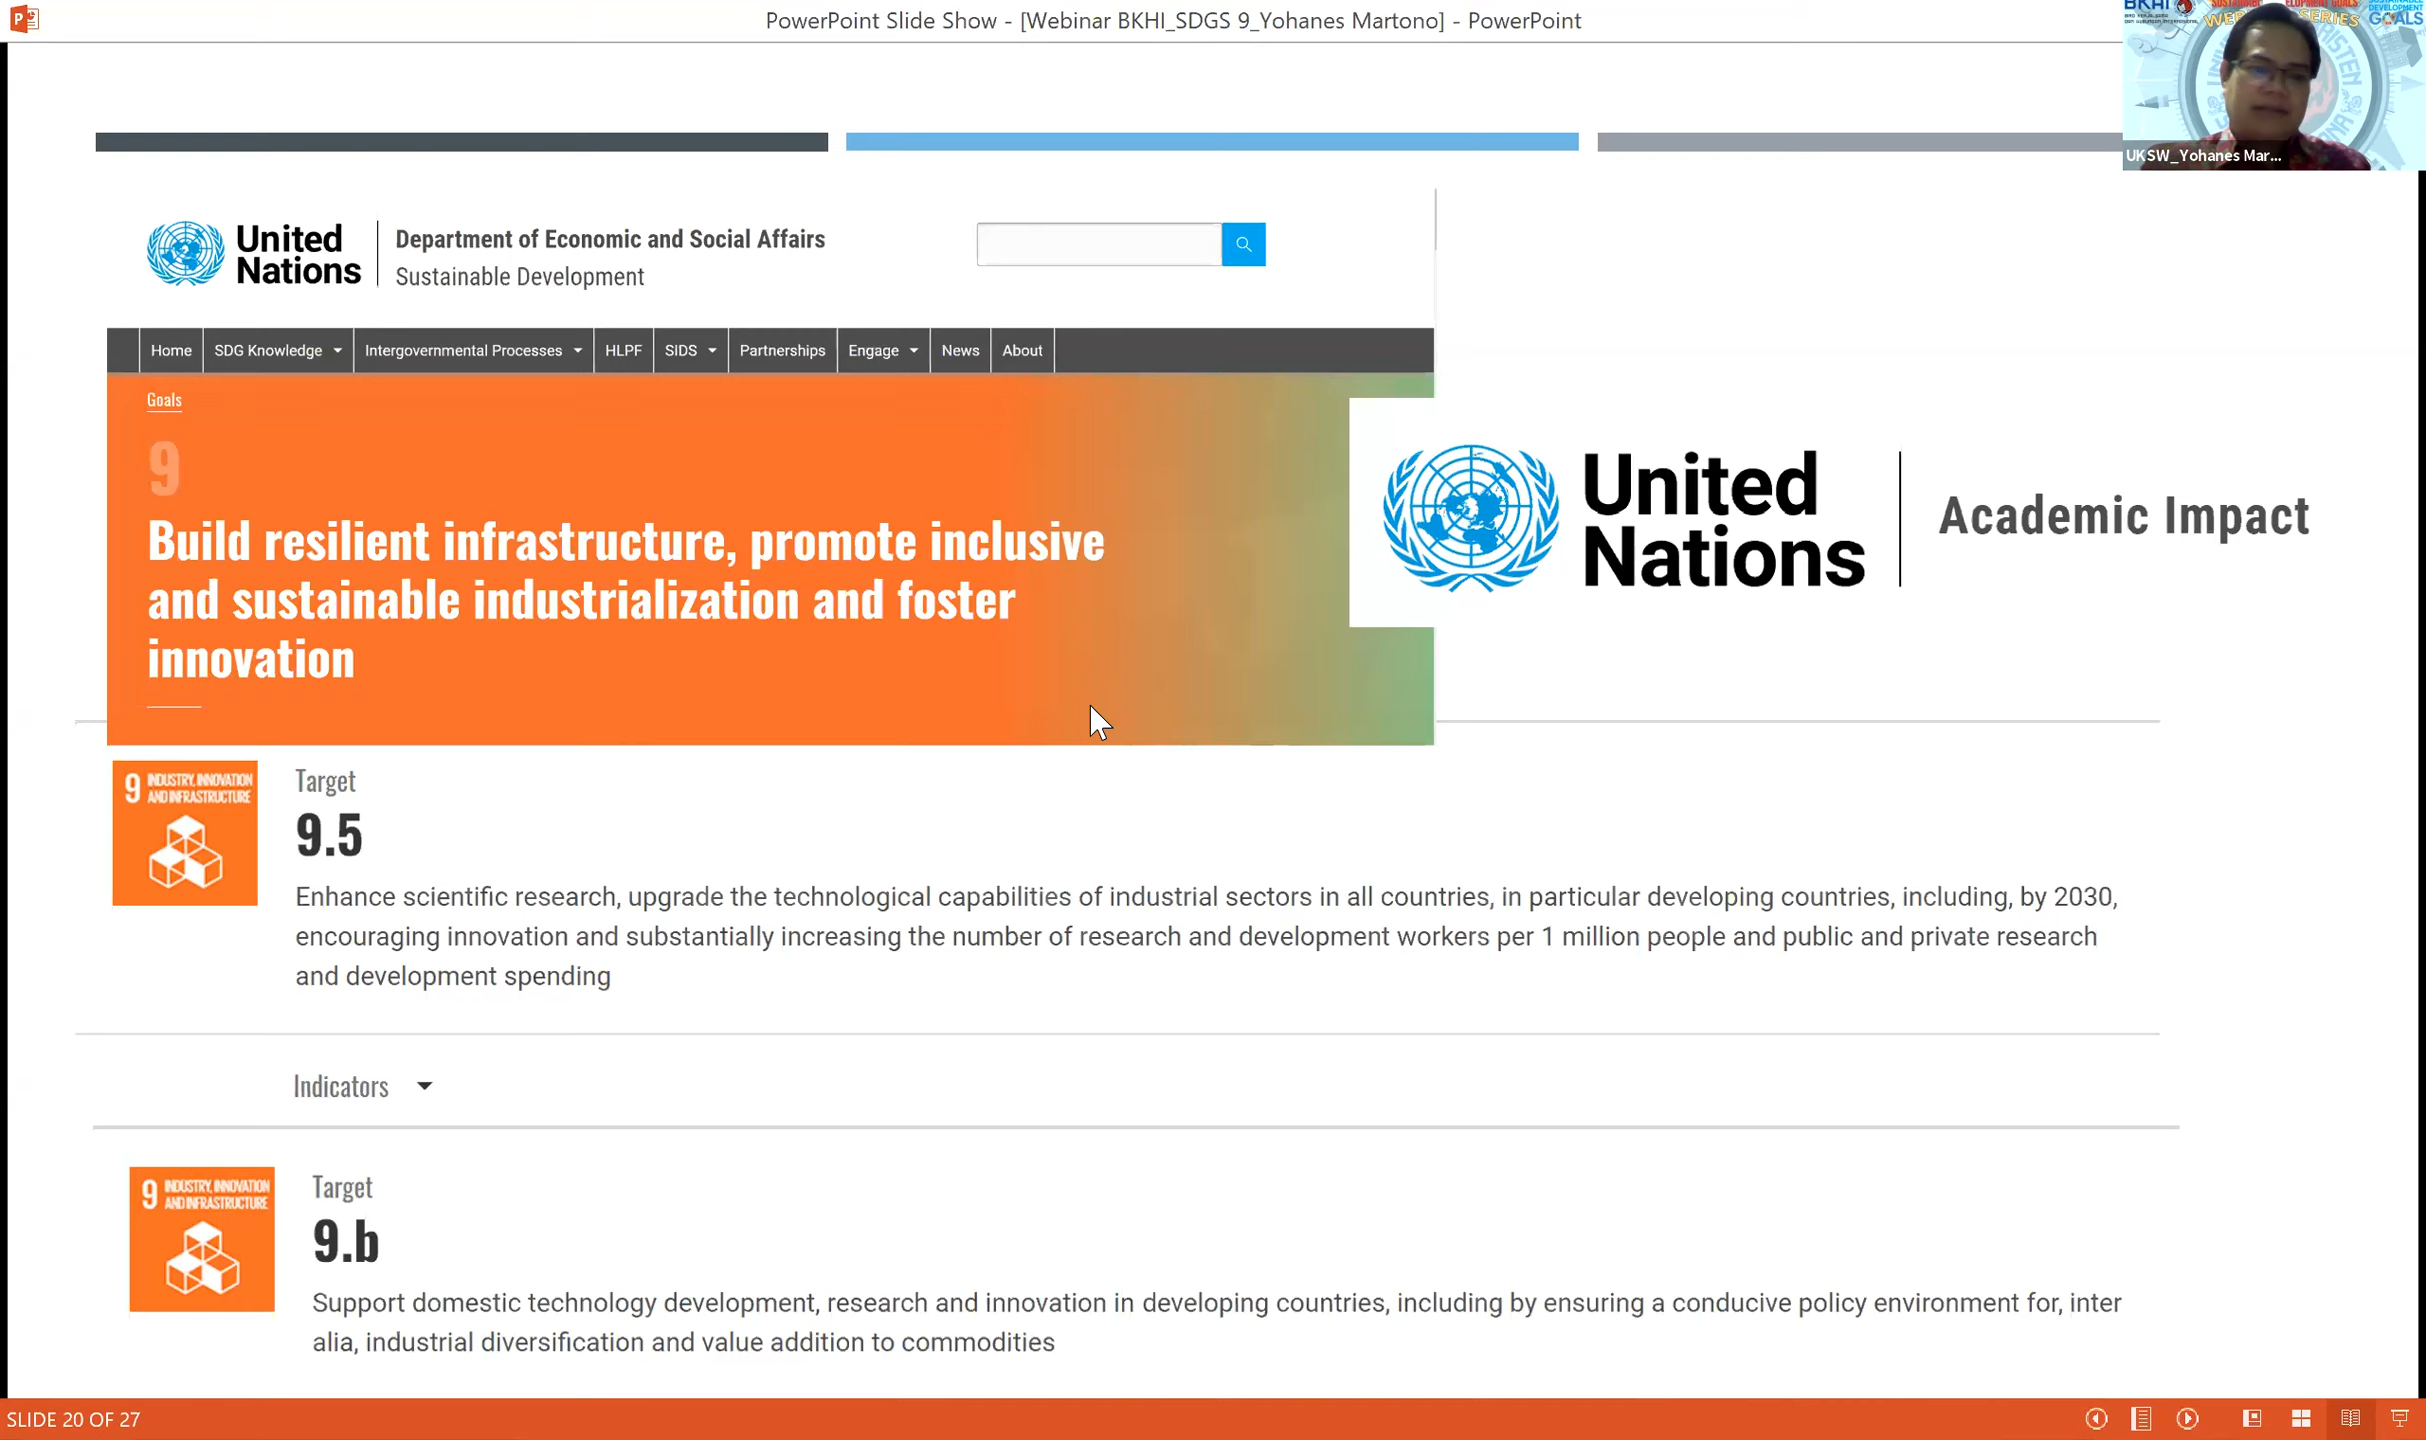 PowerPoint Slide Show - [Webinar BKHI_SDGS 9_Yohanes Martono] - PowerPoint
BKHI
SERIES
GOALS
UKSW_Yohanes Mar...
United
Nations
Department of Economic and Social Affairs
Sustainable Development
Home SDG Knowledge Intergovernmental Processes HLPF SIDS Partnerships Engage News About
Goals
9
Build resilient infrastructure, promote inclusive
and sustainable industrialization and foster
innovation
United
Nations
Academic Impact
9 INDUSTRY, INNOVATION
AND INFRASTRUCTURE
Target
9.5
Enhance scientific research, upgrade the technological capabilities of industrial sectors in all countries, in particular developing countries, including, by 2030,
encouraging innovation and substantially increasing the number of research and development workers per 1 million people and public and private research
and development spending
Indicators
9 INDUSTRY, INNOVATION
AND INFRASTRUCTURE
Target
9.b
Support domestic technology development, research and innovation in developing countries, including by ensuring a conducive policy environment for, inter
alia, industrial diversification and value addition to commodities
SLIDE 20 OF 27